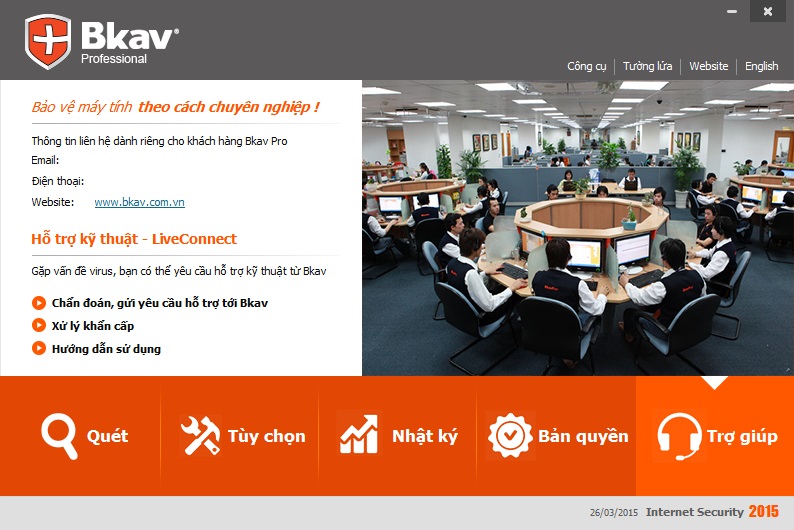 Bkav®
Professional
Công cụ
Tường lửa
Website
English
Bảo vệ máy tính theo cách chuyên nghiệp !
Thông tin liên hệ dành riêng cho khách hàng Bkav Pro
Email:
Điện thoại:
Website: www.bkav.com.vn
Hỗ trợ kỹ thuật - LiveConnect
Gặp vấn đề virus, bạn có thể yêu cầu hỗ trợ kỹ thuật từ Bkav
Chẩn đoán, gửi yêu cầu hỗ trợ tới Bkav
Xử lý khẩn cấp
Hướng dẫn sử dụng
Quét
Tùy chọn
Nhật ký
Bản quyền
Trợ giúp
26/03/2015 Internet Security 2015